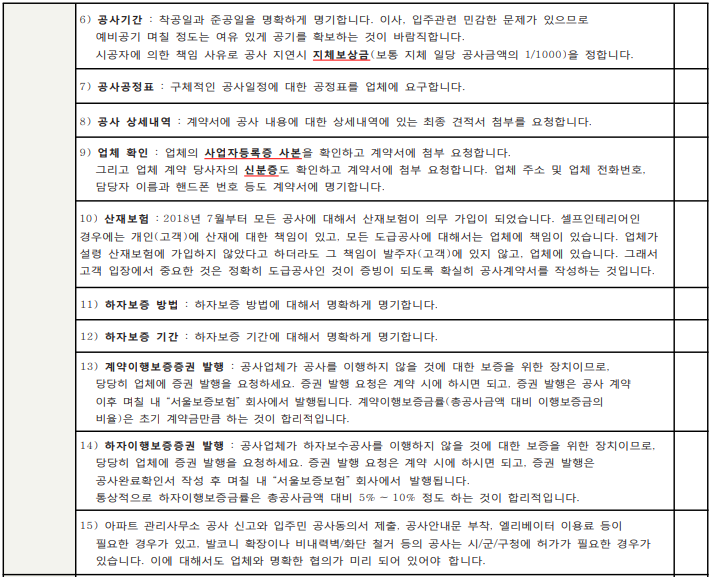 6) 공사기간 : 착공일과 준공일을 명확하게 명기합니다. 이사, 입주관련 민감한 문제가 있으므로
예비공기 며칠 정도는 여유 있게 공기를 확보하는 것이 바람직합니다.
시공자에 의한 책임 사유로 공사 지연시 지체보상금(보통 지체 일당 공사금액의 1/1000)을 정합니다.
7) 공사공정표 : 구체적인 공사일정에 대한 공정표를 업체에 요구합니다.
8) 공사 상세내역 : 계약서에 공사 내용에 대한 상세내역에 있는 최종 견적서 첨부를 요청합니다.
9) 업체 확인 : 업체의 사업자등록증 사본을 확인하고 계약서에 첨부 요청합니다.
그리고 업체 계약 당사자의 신분증도 확인하고 계약서에 첨부 요청합니다. 업체 주소 및 업체 전화번호,
담당자 이름과 핸드폰 번호 등도 계약서에 명기합니다.
10) 산재보험 : 2018년 7월부터 모든 공사에 대해서 산재보험이 의무 가입이 되었습니다. 셀프인테리어인
경우에는 개인(고객)에 산재에 대한 책임이 있고, 모든 도급공사에 대해서는 업체에 책임이 있습니다. 업체가
설령 산재보험에 가입하지 않았다고 하더라도 그 책임이 발주자(고객)에 있지 않고, 업체에 있습니다. 그래서
고객 입장에서 중요한 것은 정확히 도급공사인 것이 증빙이 되도록 확실히 공사계약서를 작성하는 것입니다.
11) 하자보증 방법 : 하자보증 방법에 대해서 명확하게 명기합니다.
12) 하자보증 기간 : 하자보증 기간에 대해서 명확하게 명기합니다.
13) 계약이행보증증권 발행 : 공사업체가 공사를 이행하지 않을 것에 대한 보증을 위한 장치이므로,
당당히 업체에 증권 발행을 요청하세요. 증권 발행 요청은 계약 시에 하시면 되고, 증권 발행은 공사 계약
이후 며칠 내 "서울보증보험" 회사에서 발행됩니다. 계약이행보증금률(총공사금액 대비 이행보증금의
비율)은 초기 계약금만큼 하는 것이 합리적입니다.
14) 하자이행보증증권 발행 : 공사업체가 하자보수공사를 이행하지 않을 것에 대한 보증을 위한 장치이므로,
당당히 업체에 증권 발행을 요청하세요. 증권 발행 요청은 계약 시에 하시면 되고, 증권 발행은
공사완료확인서 작성 후 며칠 내 "서울보증보험" 회사에서 발행됩니다.
통상적으로 하자이행보증금률은 총공사금액 대비 5% ~ 10% 정도 하는 것이 합리적입니다.
15) 아파트 관리사무소 공사 신고와 입주민 공사동의서 제출, 공사안내문 부착, 엘리베이터 이용료 등이
필요한 경우가 있고, 발코니 확장이나 비내력벽/화단 철거 등의 공사는 시/군/구청에 허가가 필요한 경우가
있습니다. 이에 대해서도 업체와 명확한 협의가 미리 되어 있어야 합니다.